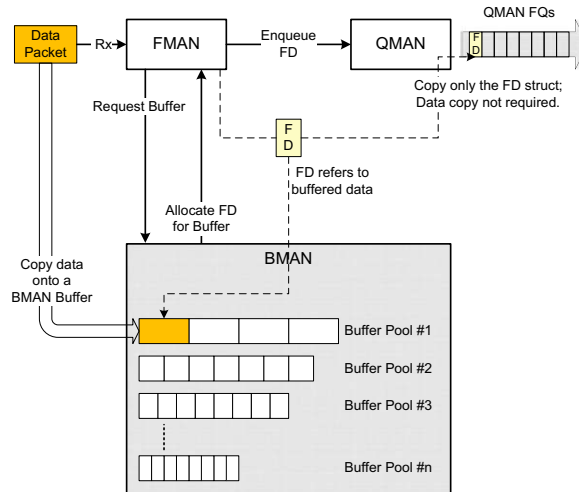 QMAN FQs
Data
Packet
Rx
FMAN
Enqueue
FD
QMAN
F
D
Copy only the FD struct;
Data copy not required.
Request Buffer
F
D
FD refers to
buffered data
Allocate FD
for Buffer
BMAN
Copy data
onto a
BMAN Buffer
Buffer Pool #1
Buffer Pool #2
Buffer Pool #3
Buffer Pool #n